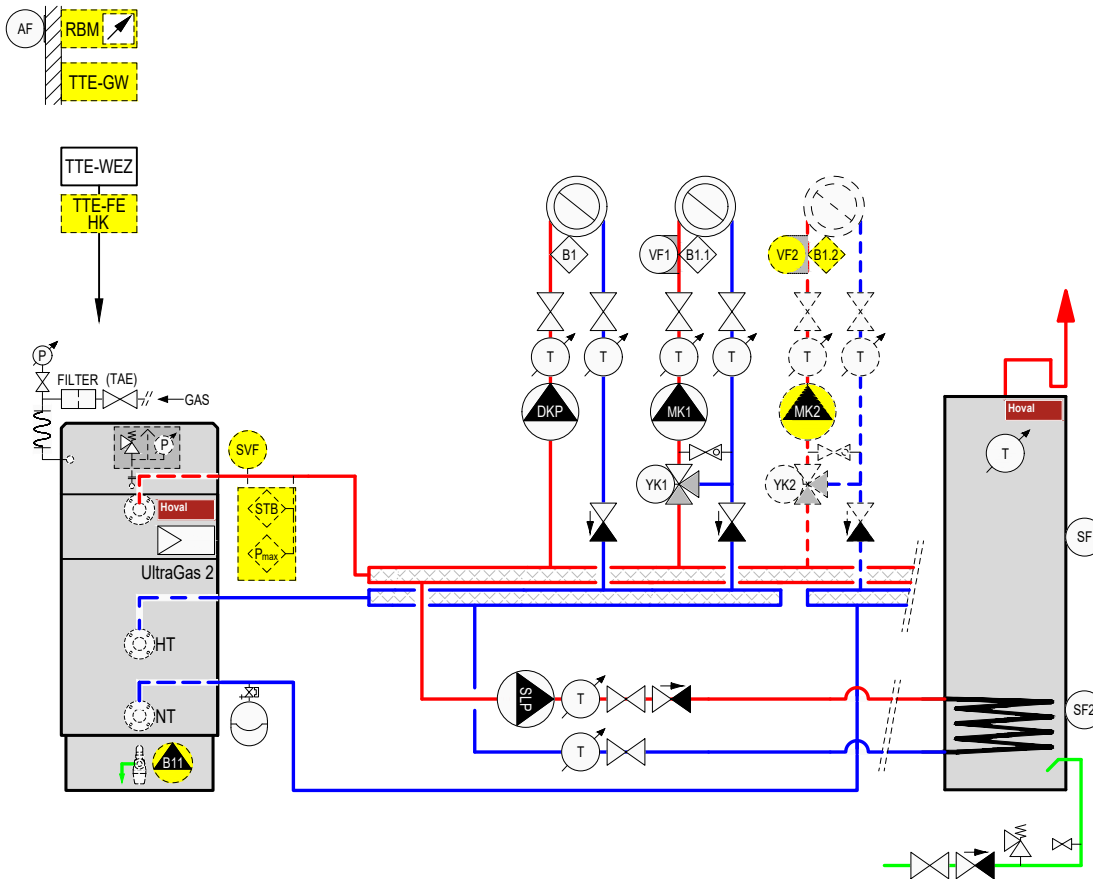 AF
RBM
TTE-GW
TTE-WEZ
TTE-FE
HK
P
FILTER
(TAE)
GAS
P
SVF
Hoval
STB
Pmax
UltraGas 2
HT
NT
B11
B1
VF1
B1.1
VF2
B1.2
T
T
T
T
T
T
DKP
MK1
MK2
YK1
YK2
SLP
T
T
Hoval
T
SF
SF2